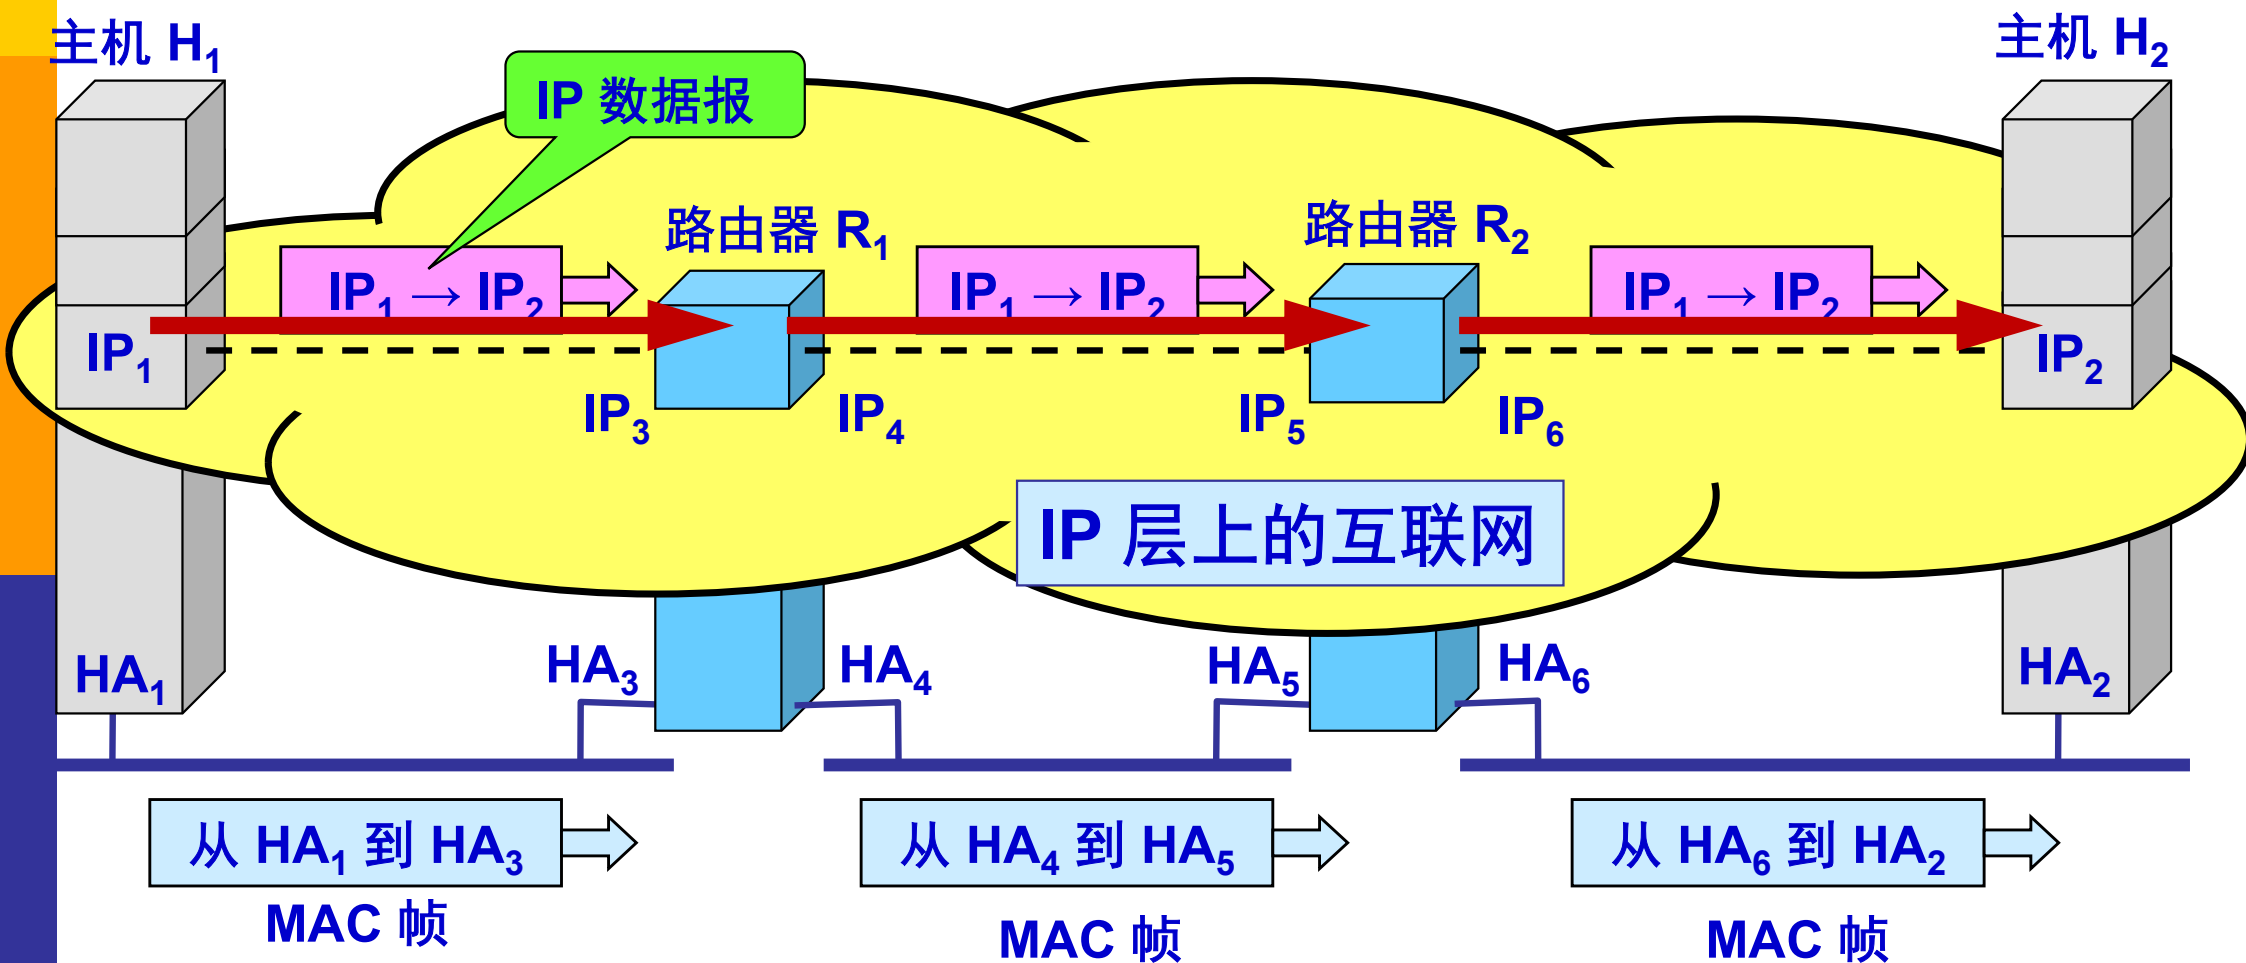 主机 H₁
主机 H₂
IP 数据报
路由器 R₁
路由器 R₂
IP₁ → IP₂
IP₁ → IP₂
IP₁ → IP₂
IP₁
IP₂
IP₃
IP₄
IP₅
IP₆
IP 层上的互联网
HA₁
HA₃
HA₄
HA₅
HA₆
HA₂
从 HA₁ 到 HA₃
从 HA₄ 到 HA₅
从 HA₆ 到 HA₂
MAC 帧
MAC 帧
MAC 帧